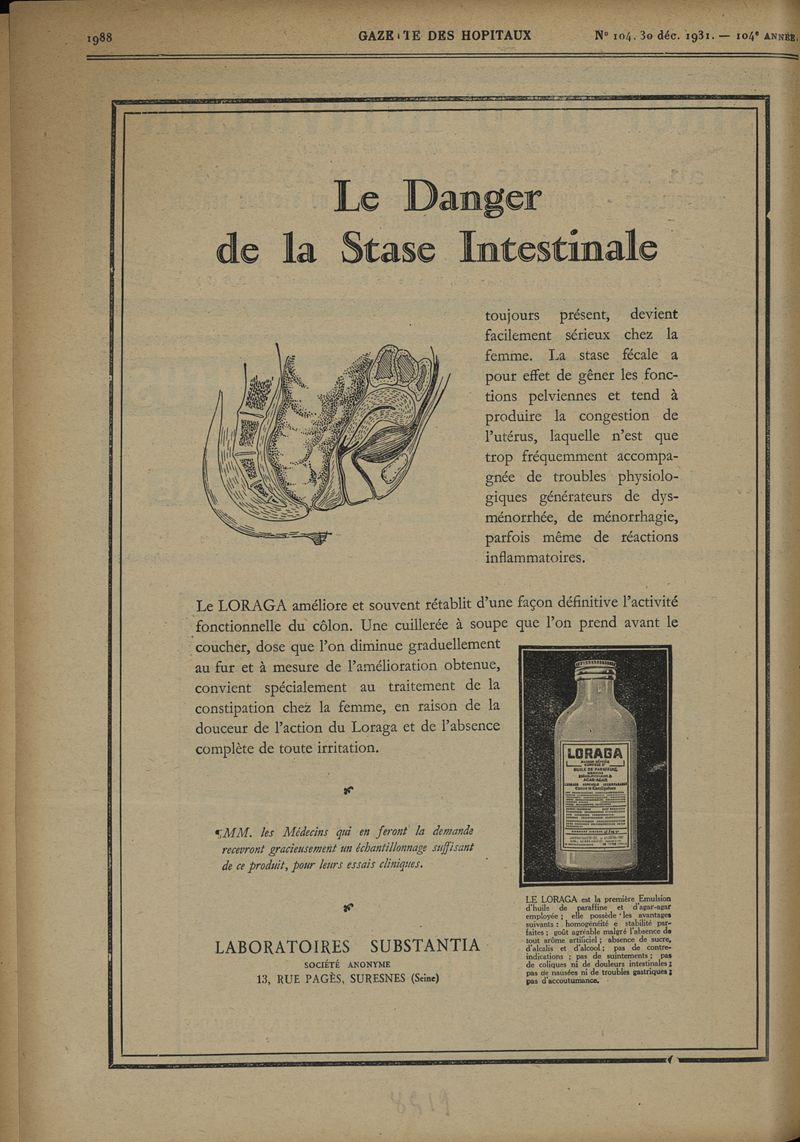 1988
GAZETTE DES HOPITAUX
N° 104. 30 déc. 1931. — 104e ANNÉE.
Le Danger
de la Stase Intestinale
toujours présent, devient
facilement sérieux chez la
femme. La stase fécale a
pour effet de gêner les fonc-
tions pelviennes et tend à
produire la congestion de
l'utérus, laquelle n'est que
trop fréquemment accompa-
gnée de troubles physiolo-
giques générateurs de dys-
ménorrhée, de ménorrhagie,
parfois même de réactions
inflammatoires.
Le LORAGA améliore et souvent rétablit d'une façon définitive l'activité
fonctionnelle du côlon. Une cuillerée à soupe que l'on prend avant le
coucher, dose que l'on diminue graduellement
au fur et à mesure de l'amélioration obtenue,
convient spécialement au traitement de la
constipation chez la femme, en raison de la
douceur de l'action du Loraga et de l'absence
complète de toute irritation.
¶MM. les Médecins qui en feront la demande
recevront gracieusement un échantillonnage suffisant
de ce produit, pour leurs essais cliniques.
LABORATOIRES SUBSTANTIA
SOCIÉTÉ ANONYME
13, RUE PAGÈS, SURESNES (Seine)
LORAGA
HUILE DE PARAFFINE
AGAR-AGAR
LE LORAGA est la première Emulsion
d'huile de paraffine et d'agar-agar
employée ; elle possède les avantages
suivants : homogénéité e stabilité par-
faites ; goût agréable malgré l'absence de
tout arôme artificiel ; absence de sucre,
d'alcalis et d'alcool ; pas de contre-
indications ; pas de suintements ; pas
de coliques ni de douleurs intestinales ;
pas de nausées ni de troubles gastriques ;
pas d'accoutumance.